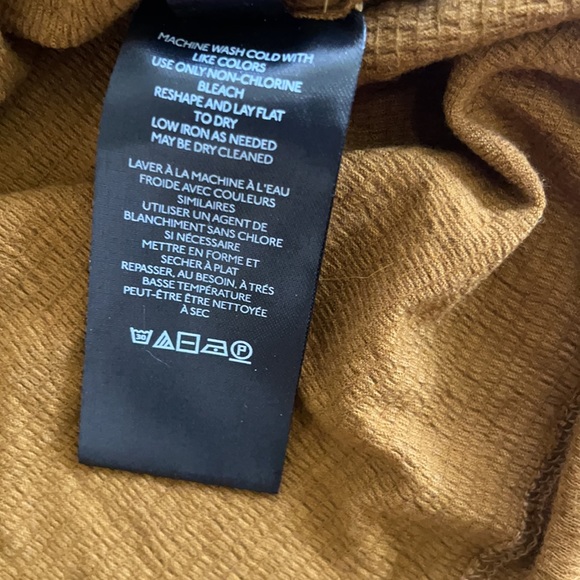 MACHINE WASH COLD WITH
LIKE COLORS
USE ONLY NON-CHLORINE
BLEACH
RESHAPE AND LAY FLAT
TO DRY
LOW IRON AS NEEDED
MAY BE DRY CLEANED
LAVER À LA MACHINE À L'EAU
FROIDE AVEC COULEURS
SIMILAIRES
UTILISER UN AGENT DE
BLANCHIMENT SANS CHLORE
SI NÉCESSAIRE
METTRE EN FORME ET
SECHER À PLAT
REPASSER, AU BESOIN, À TRÉS
BASSE TEMPÉRATURE
PEUT-ÊTRE ÊTRE NETTOYÉE
À SEC
30 P